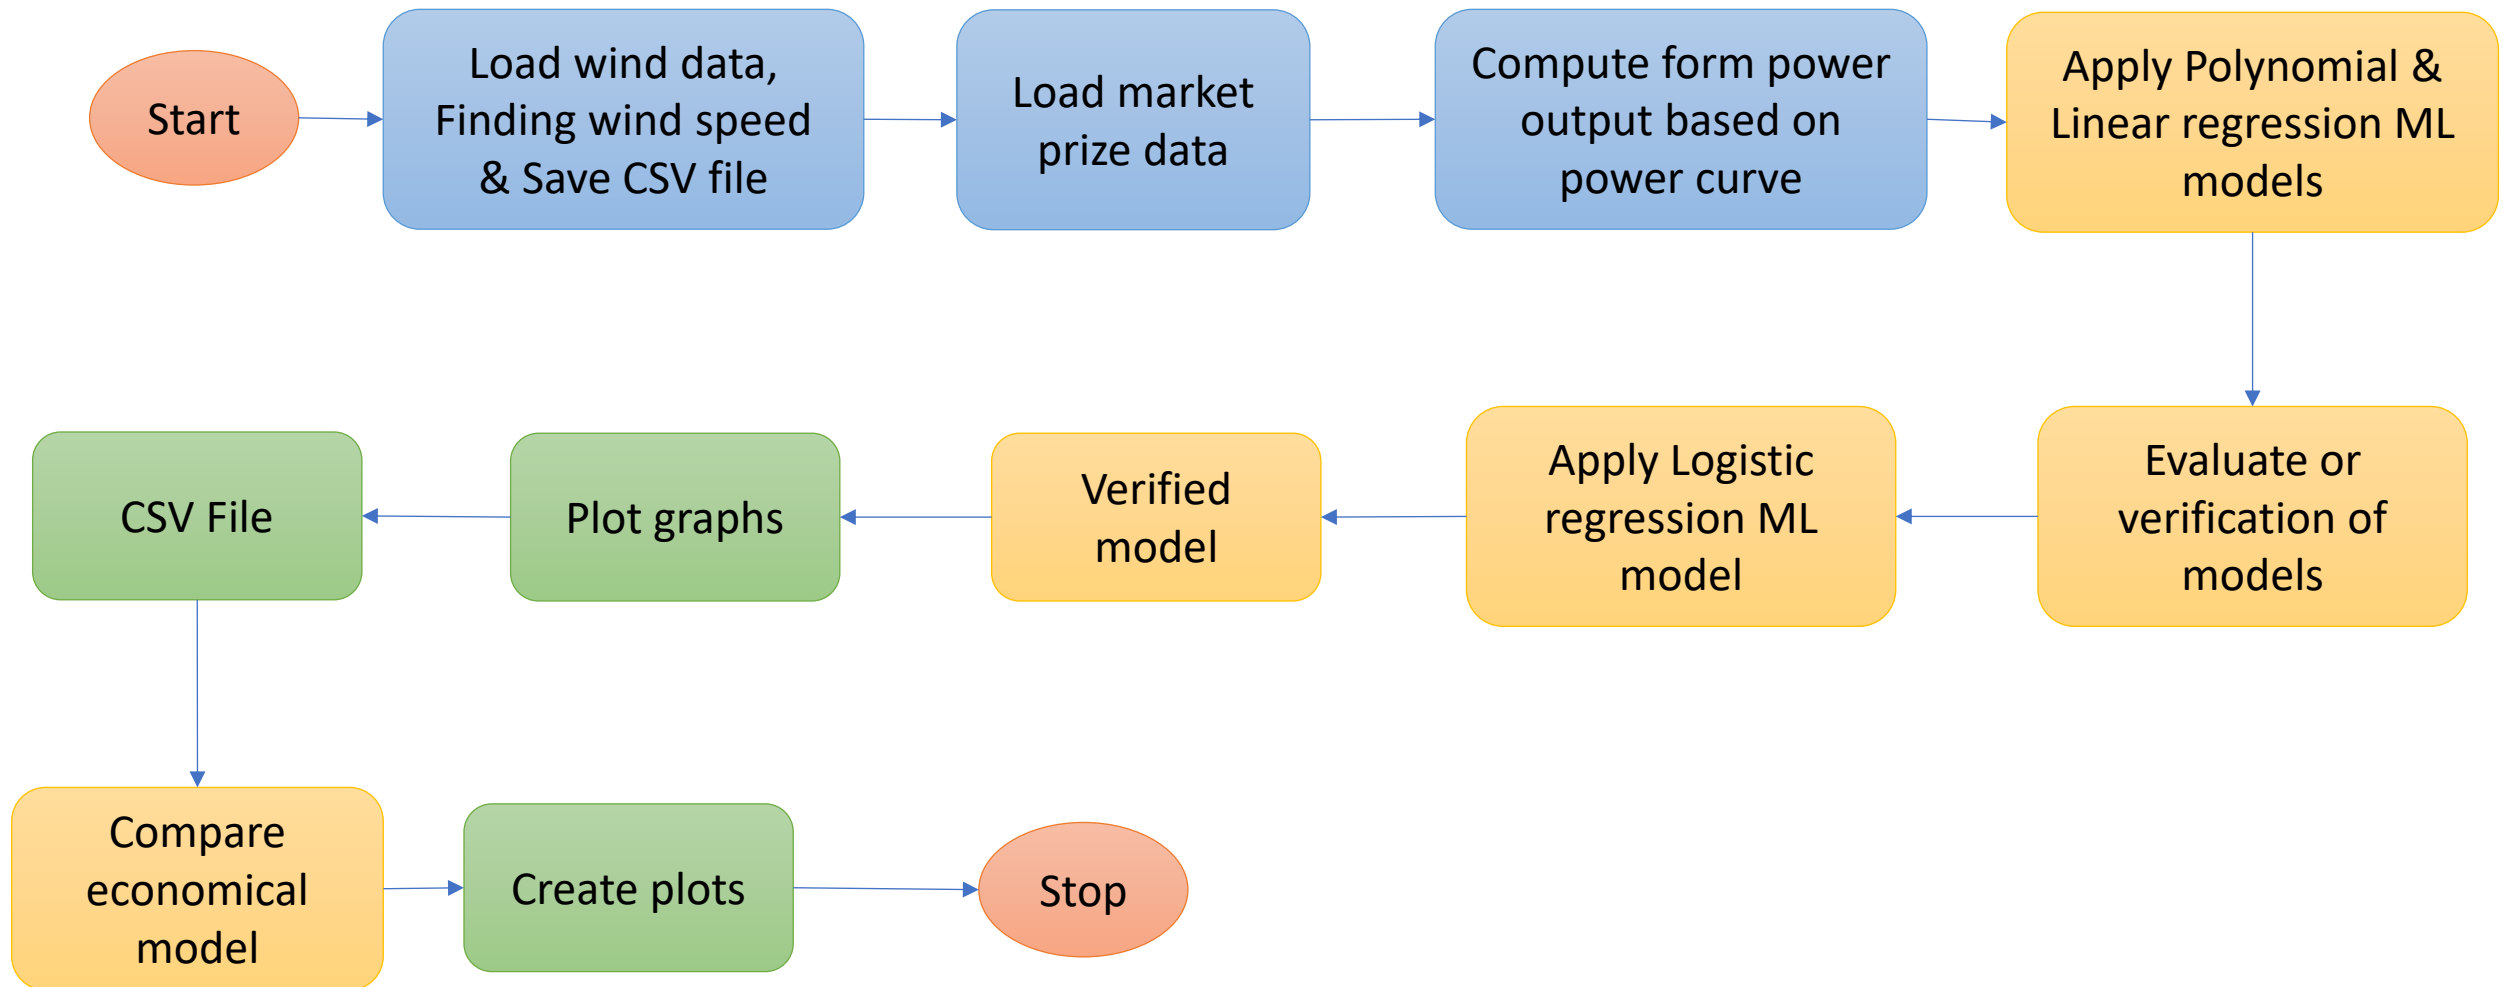 Start
Load wind data,
Finding wind speed
& Save CSV file
Load market
prize data
Compute form power
output based on
power curve
Apply Polynomial &
Linear regression ML
models
Evaluate or
verification of
models
Apply Logistic
regression ML
model
Verified
model
Plot graphs
CSV File
Compare
economical
model
Create plots
Stop